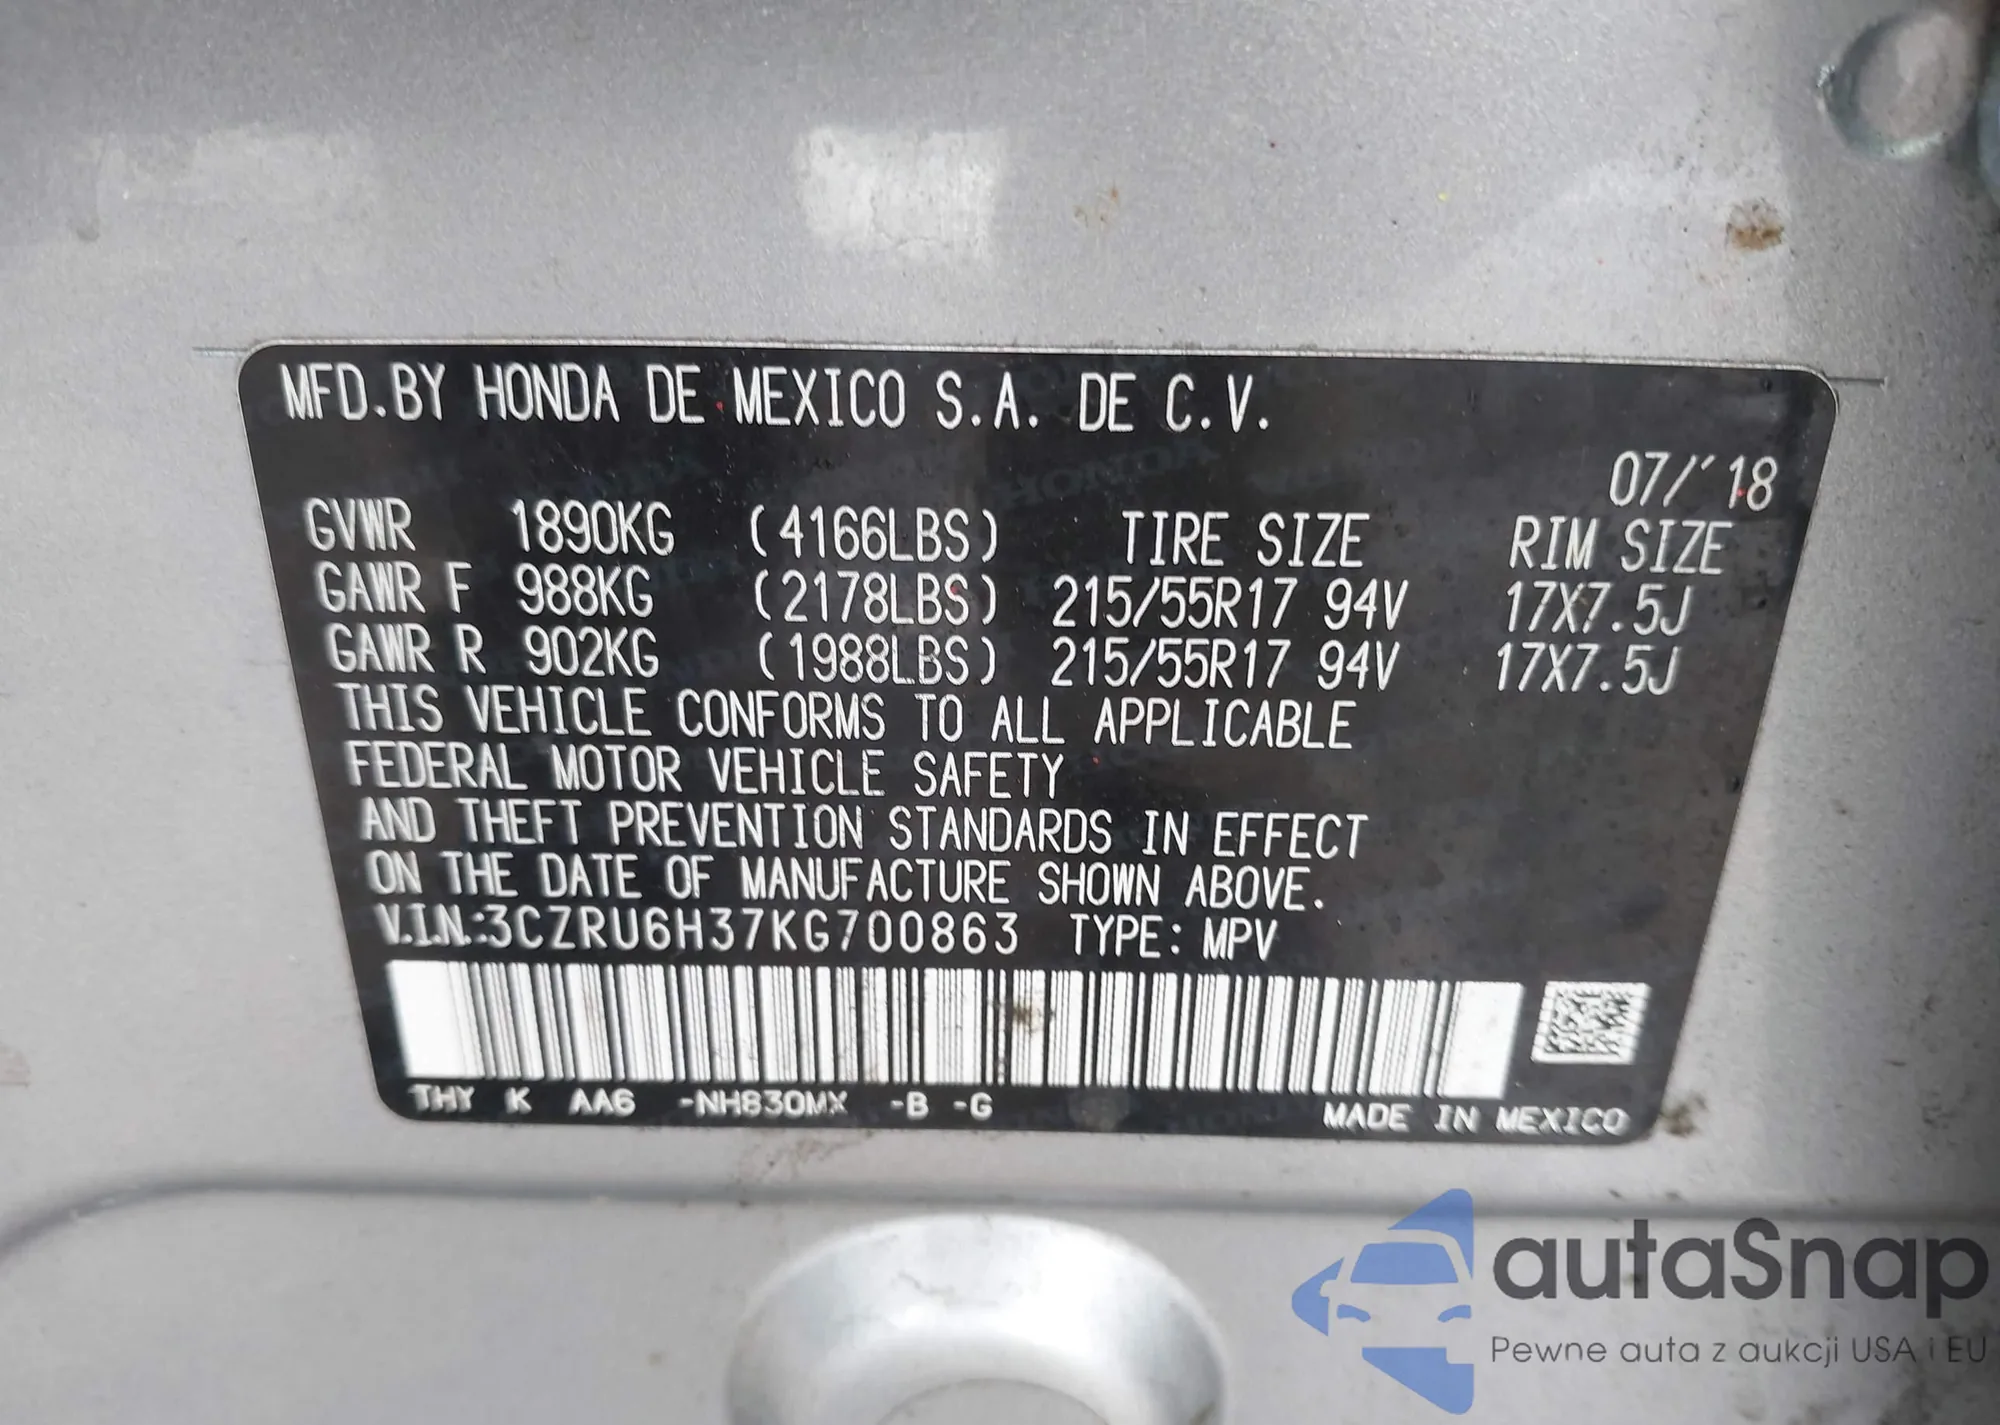 MFD.BY HONDA DE MEXICO S.A. DE C.V.
07/'18
GVWR 1890KG (4166LBS) TIRE SIZE RIM SIZE
GAWR F 988KG (2178LBS) 215/55R17 94V 17X7.5J
GAWR R 902KG (1988LBS) 215/55R17 94V 17X7.5J
THIS VEHICLE CONFORMS TO ALL APPLICABLE
FEDERAL MOTOR VEHICLE SAFETY
AND THEFT PREVENTION STANDARDS IN EFFECT
ON THE DATE OF MANUFACTURE SHOWN ABOVE.
V.I.N.:3CZRU6H37KG700863 TYPE: MPV
THY K AA6 -NH830MX -B -G
MADE IN MEXICO
autaSnap
Pewne auta z aukcji USA i EU